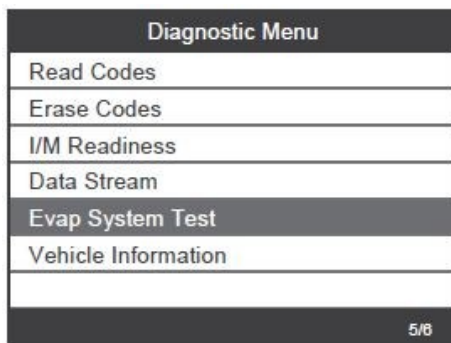 Diagnostic Menu
Read Codes
Erase Codes
I/M Readiness
Data Stream
Evap System Test
Vehicle Information
5/6